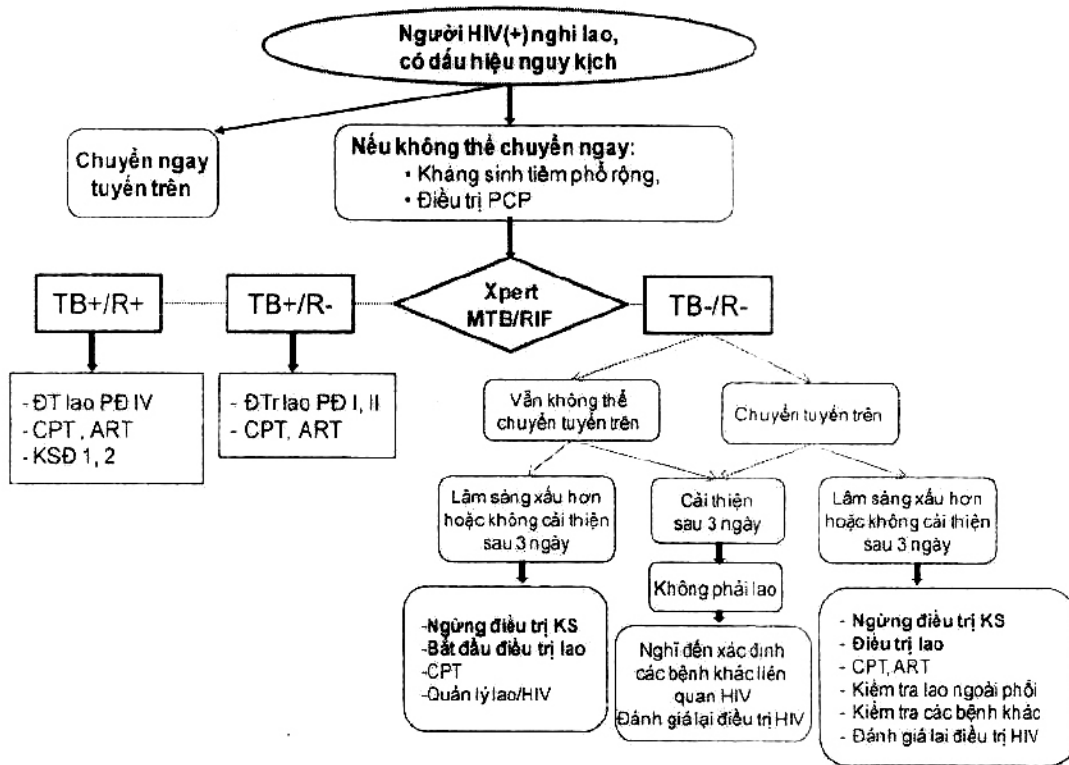 Người HIV(+) nghi lao,
có dấu hiệu nguy kịch
Chuyển ngay
tuyến trên
Nếu không thể chuyển ngay:
• Kháng sinh tiêm phổ rộng,
• Điều trị PCP
Xpert
MTB/RIF
TB+/R+
TB+/R-
TB-/R-
- ĐT lao PĐ IV
- CPT , ART
- KSĐ 1, 2
- ĐTr lao PĐ I, II
- CPT, ART
Vẫn không thể
chuyển tuyến trên
Chuyển tuyến trên
Lâm sàng xấu hơn
hoặc không cải thiện
sau 3 ngày
Cải thiện
sau 3 ngày
Lâm sàng xấu hơn
hoặc không cải thiện
sau 3 ngày
Không phải lao
-Ngừng điều trị KS
-Bắt đầu điều trị lao
-CPT
-Quản lý lao/HIV
Nghĩ đến xác định
các bệnh khác liên
quan HIV
Đánh giá lại điều trị HIV
- Ngừng điều trị KS
- Điều trị lao
- CPT, ART
- Kiểm tra lao ngoài phổi
- Kiểm tra các bệnh khác
- Đánh giá lại điều trị HIV